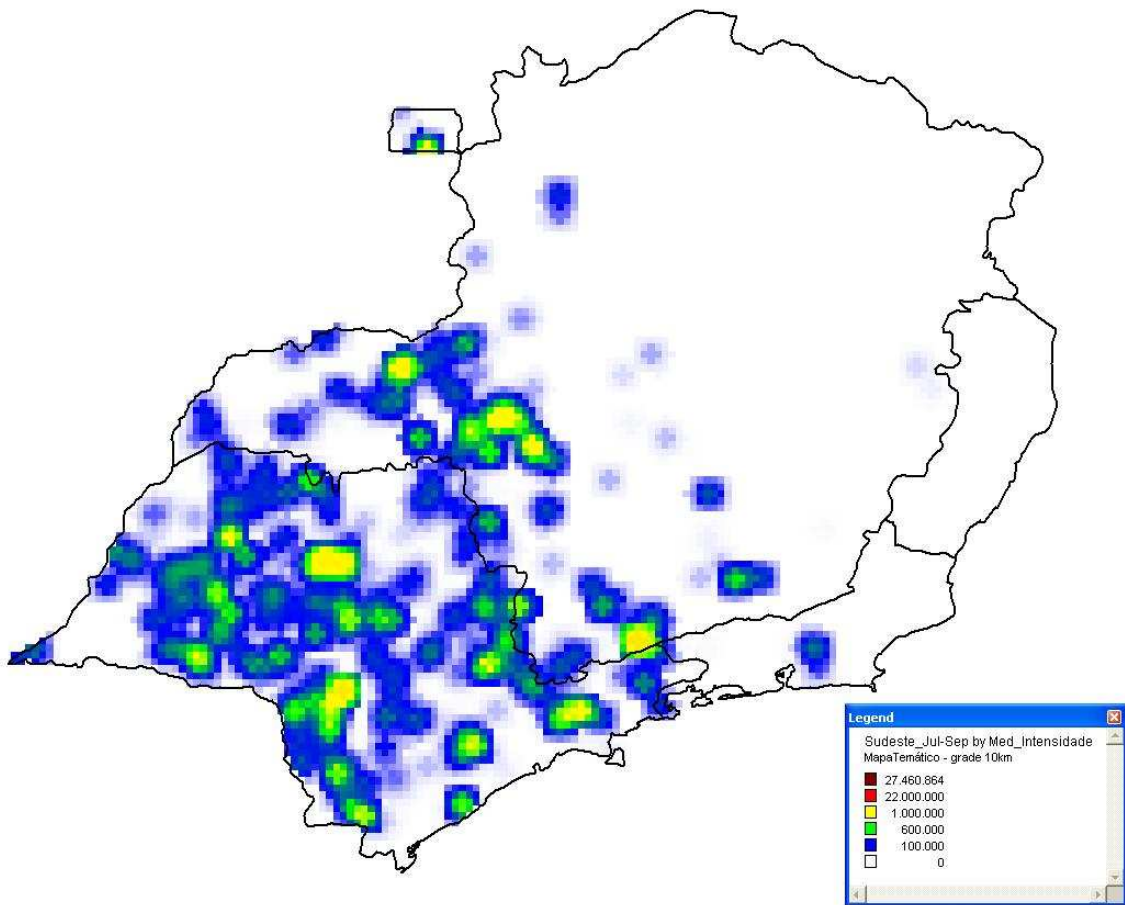 Legend
Sudeste_Jul-Sep by Med_Intensidade
MapaTemático - grade 10km
27.460.864
22.000.000
1.000.000
600.000
100.000
0